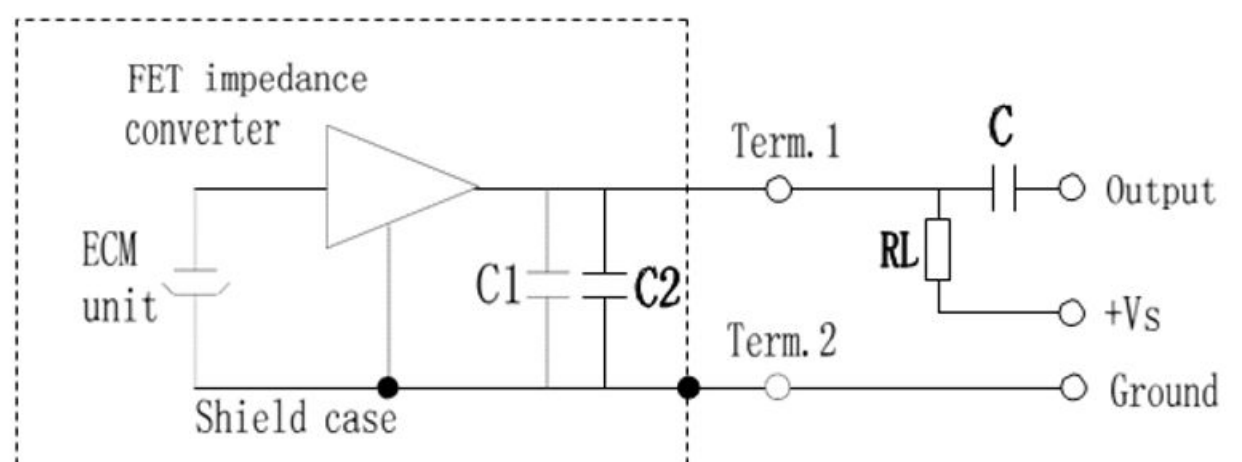 FET impedance
converter
Term.1
C
Output
ECM
unit
C1
C2
RL
+Vs
Term.2
Shield case
Ground